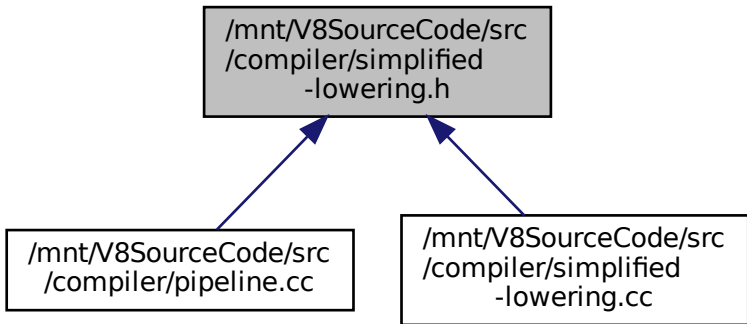 /mnt/V8SourceCode/src
/compiler/simplified
-lowering.h
/mnt/V8SourceCode/src
/compiler/pipeline.cc
/mnt/V8SourceCode/src
/compiler/simplified
-lowering.cc